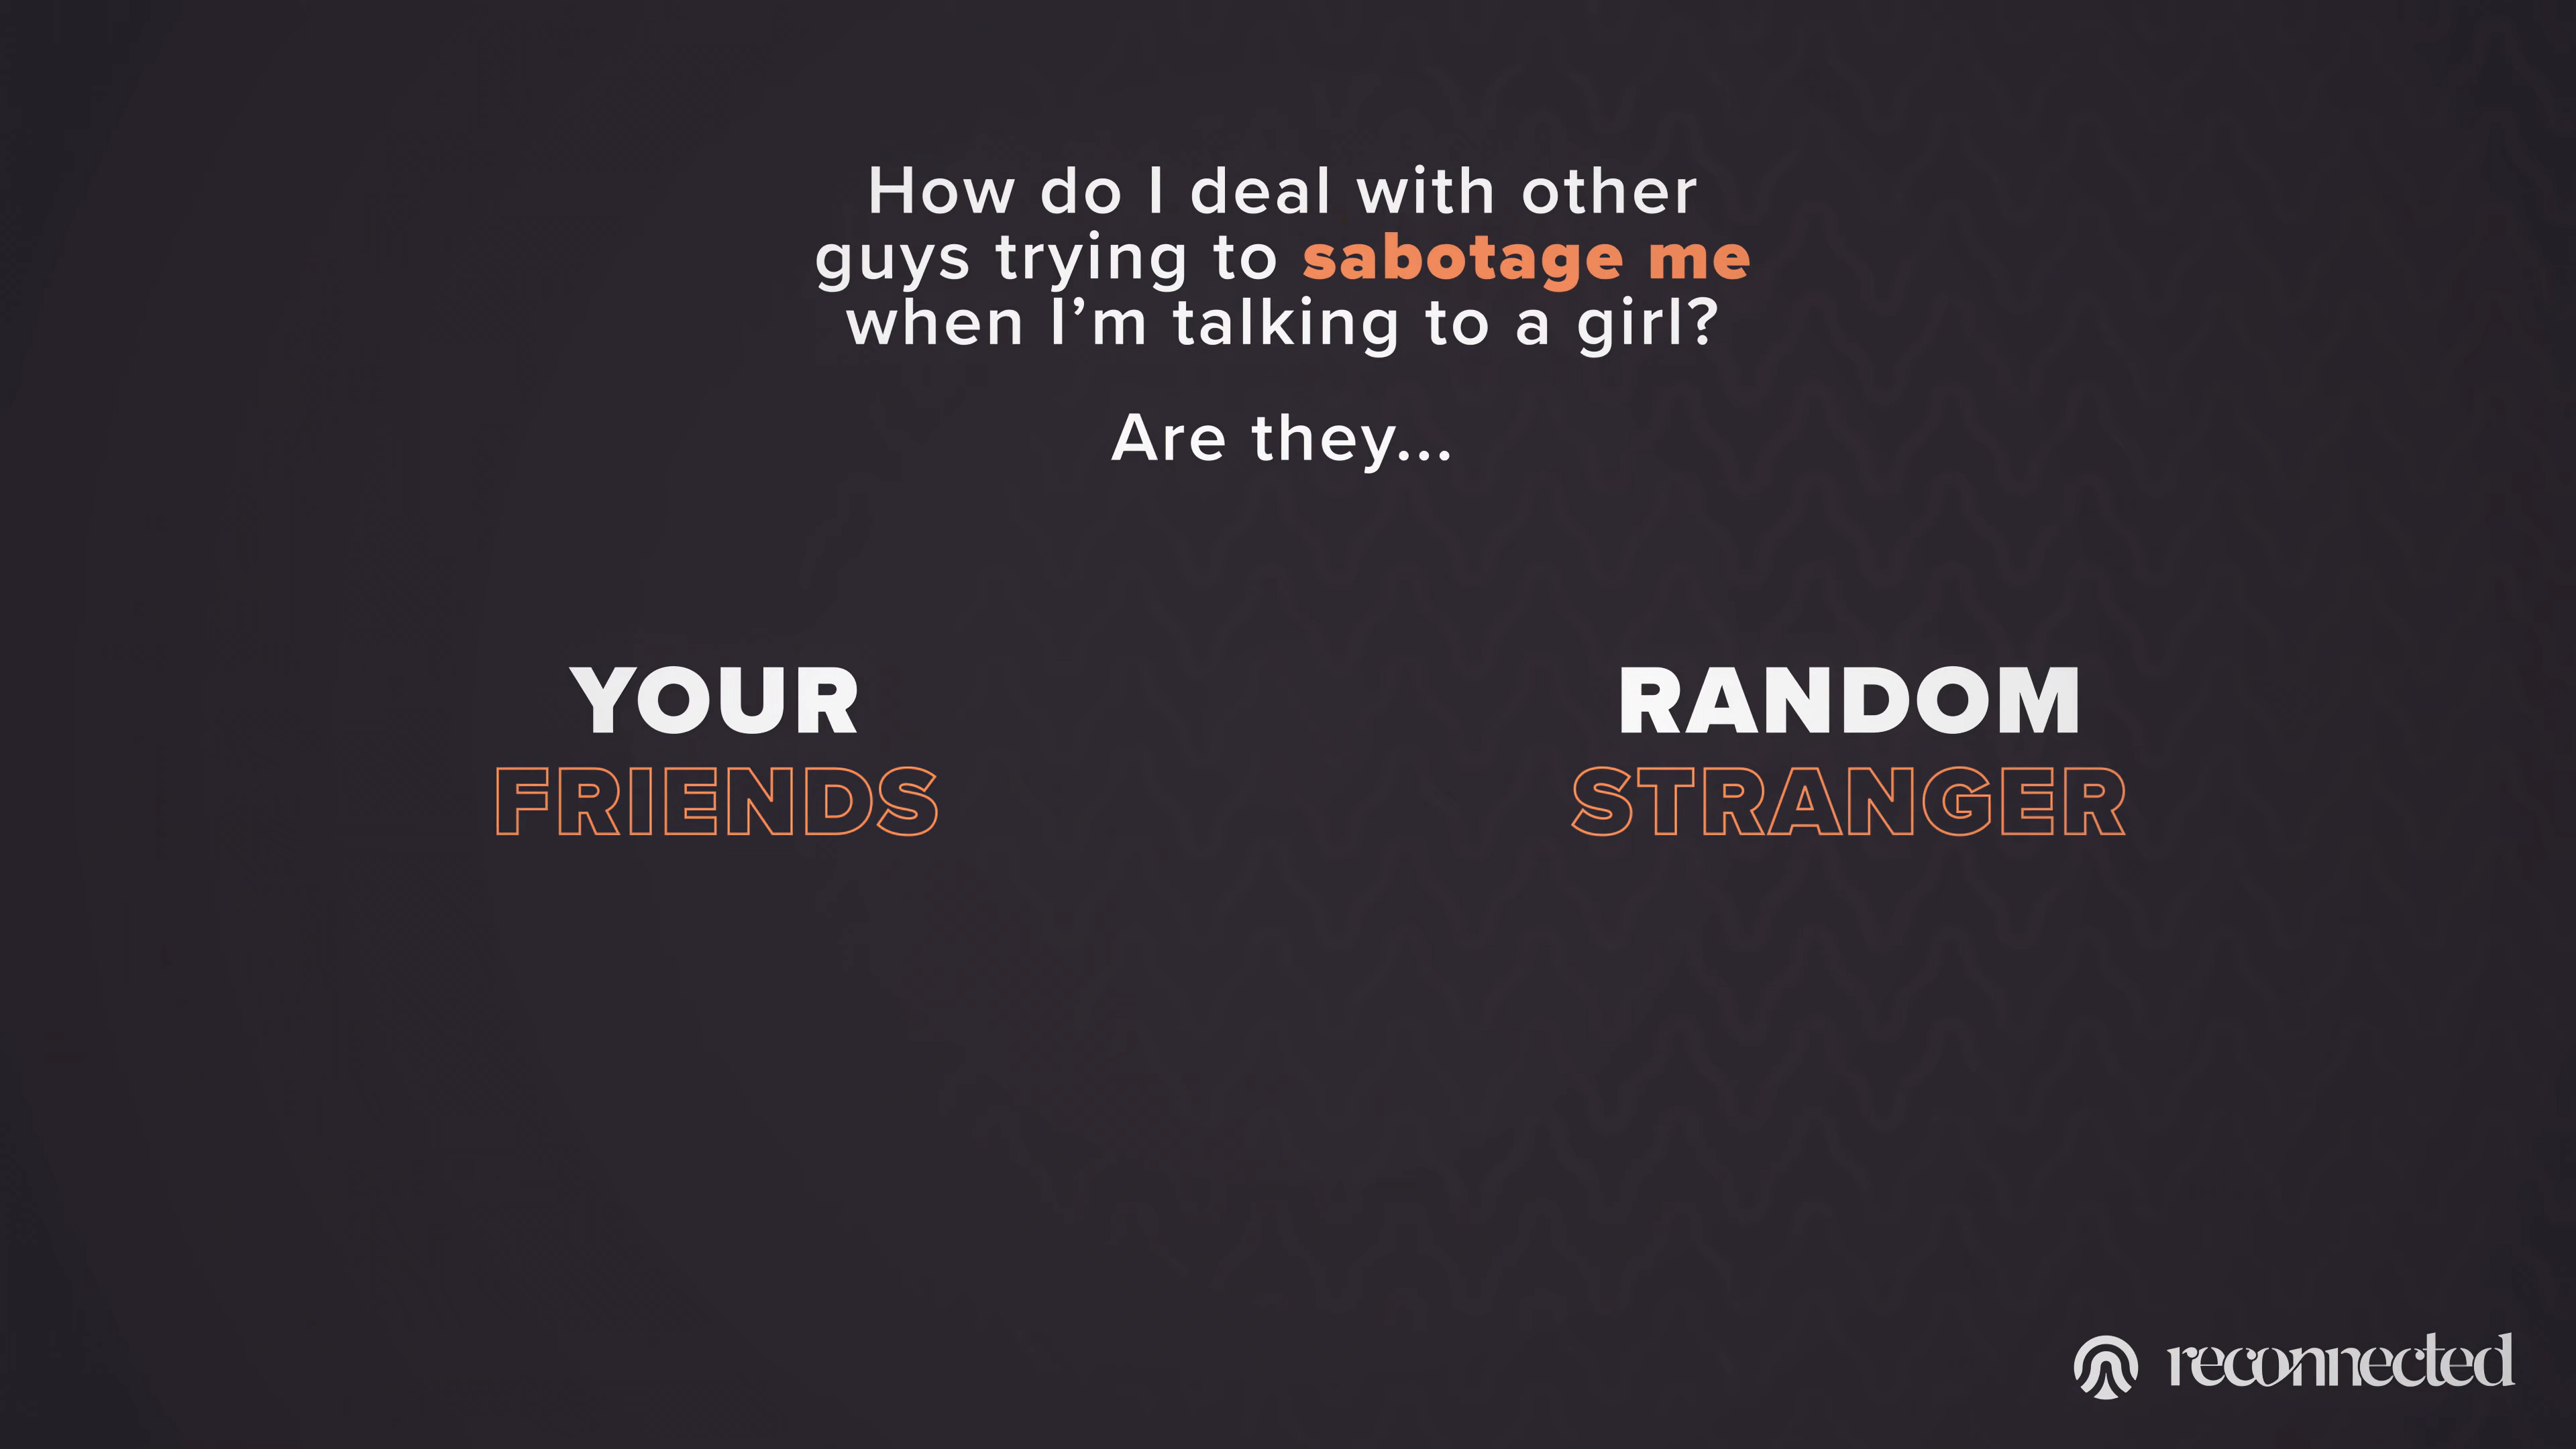 How do I deal with other
guys trying to sabotage me
when I’m talking to a girl?
Are they...
YOUR
FRIENDS
RANDOM
STRANGER
reconnected